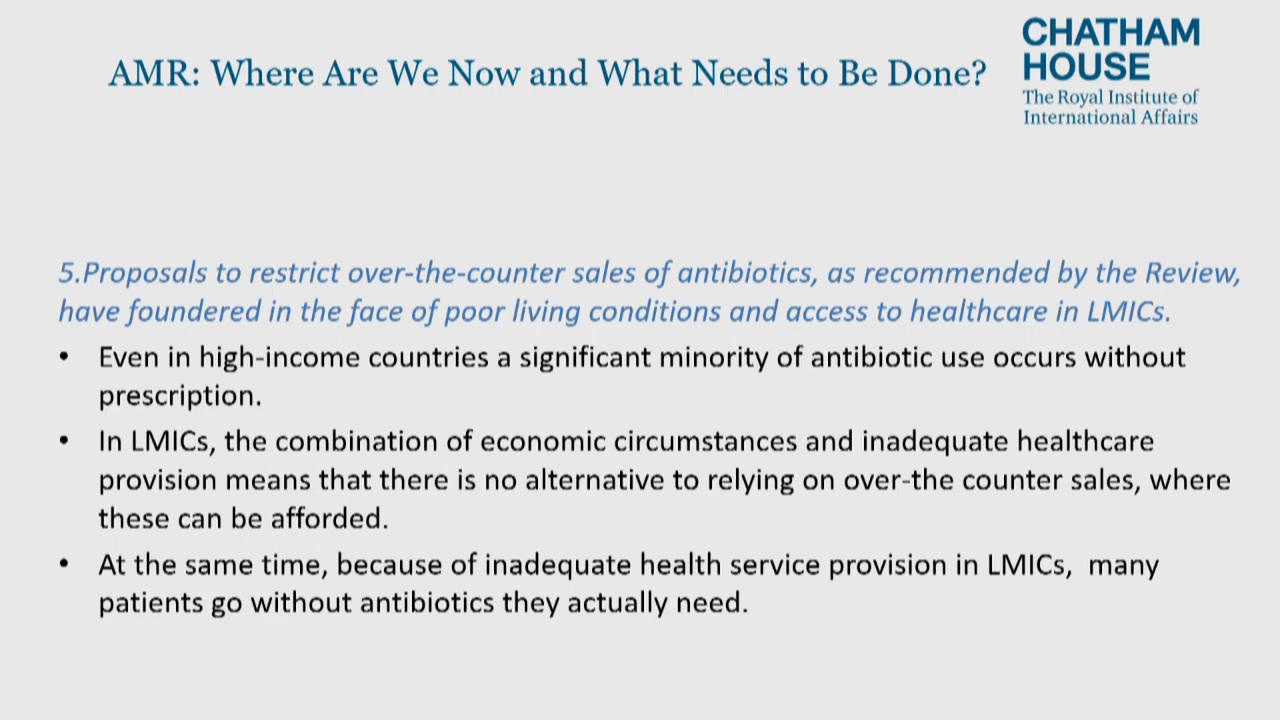 AMR: Where Are We Now and What Needs to Be Done?
CHATHAM
HOUSE
The Royal Institute of
International Affairs
5.Proposals to restrict over-the-counter sales of antibiotics, as recommended by the Review,
have foundered in the face of poor living conditions and access to healthcare in LMICs.
• Even in high-income countries a significant minority of antibiotic use occurs without
prescription.
• In LMICs, the combination of economic circumstances and inadequate healthcare
provision means that there is no alternative to relying on over-the counter sales, where
these can be afforded.
• At the same time, because of inadequate health service provision in LMICs,  many
patients go without antibiotics they actually need.